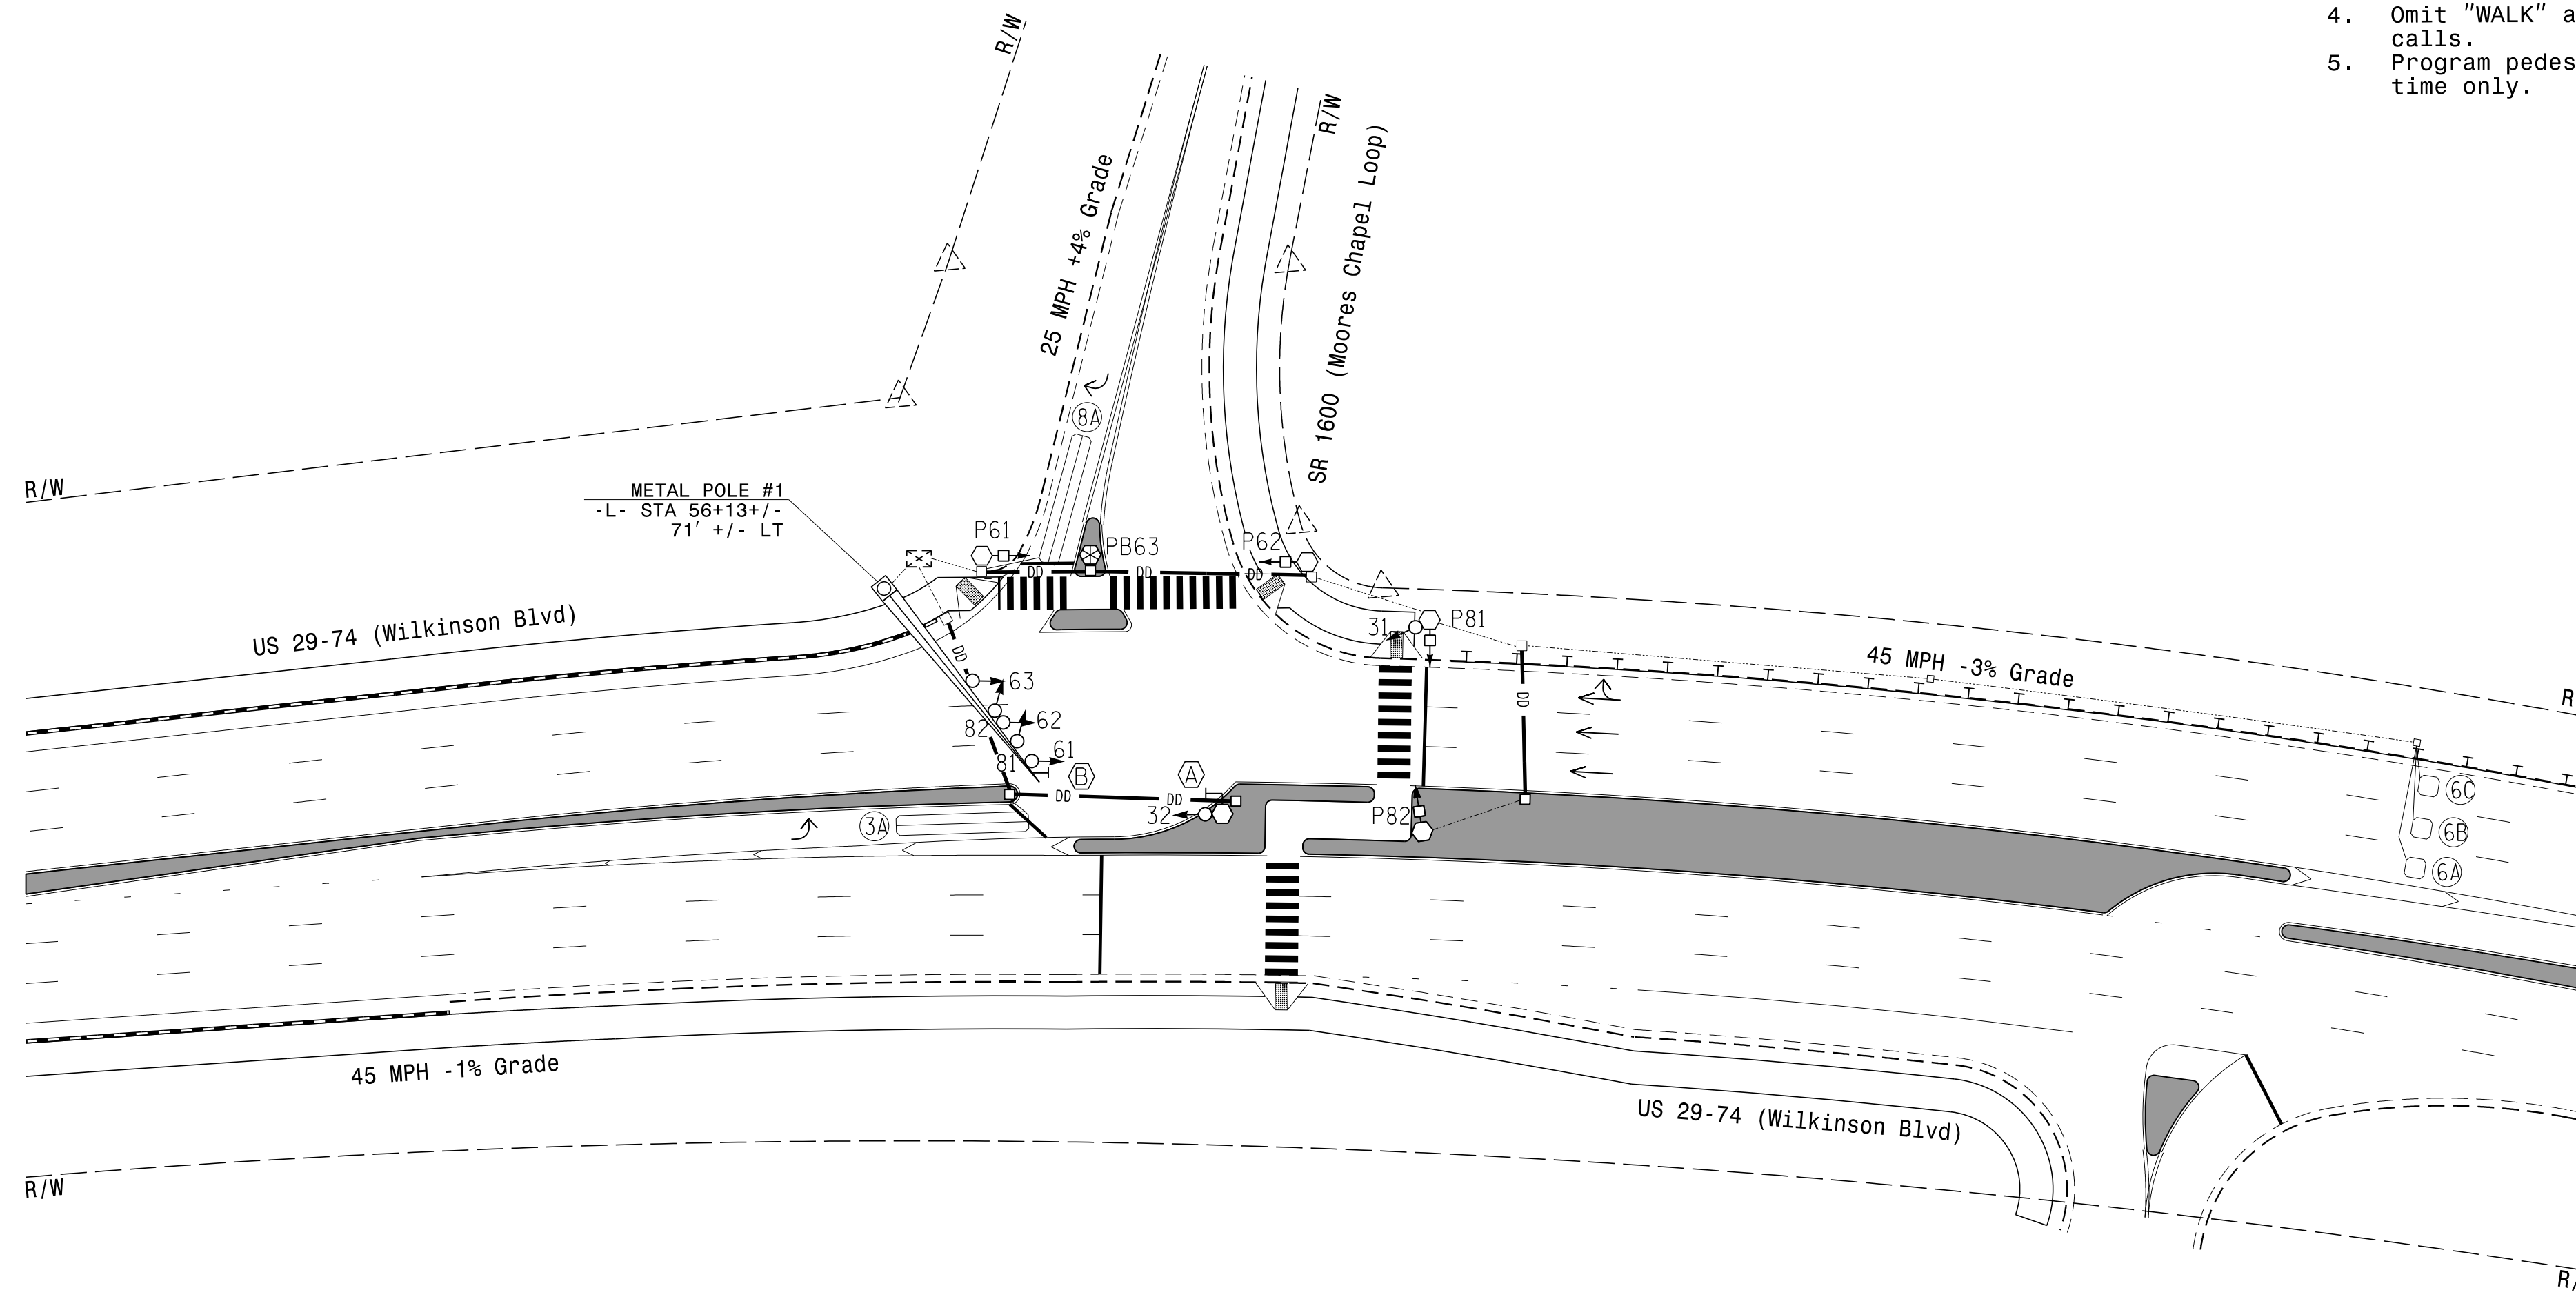 4. Omit "WALK" a
calls.
5. Program pedes
time only.
R/W
R/W
25 MPH +4% Grade
SR 1600 (Moores Chapel Loop)
8A
R/W
METAL POLE #1
-L- STA 56+13+/-
71' +/- LT
P61
PB63
P62
DD
DD
DD
US 29-74 (Wilkinson Blvd)
31
P81
DD
45 MPH -3% Grade
63
DD
R
62
82
61
81
B
A
DD
DD
32
P82
3A
6C
6B
6A
45 MPH -1% Grade
US 29-74 (Wilkinson Blvd)
R/W
R/